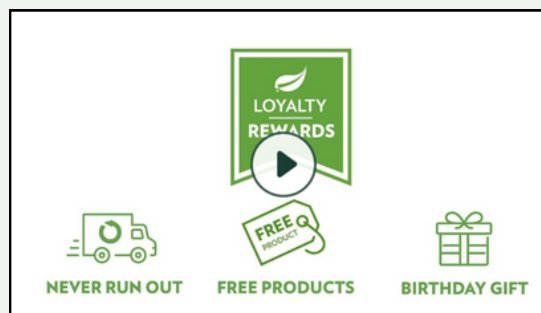 LOYALTY
REWARDS
FREE
PRODUCT
NEVER RUN OUT
FREE PRODUCTS
BIRTHDAY GIFT